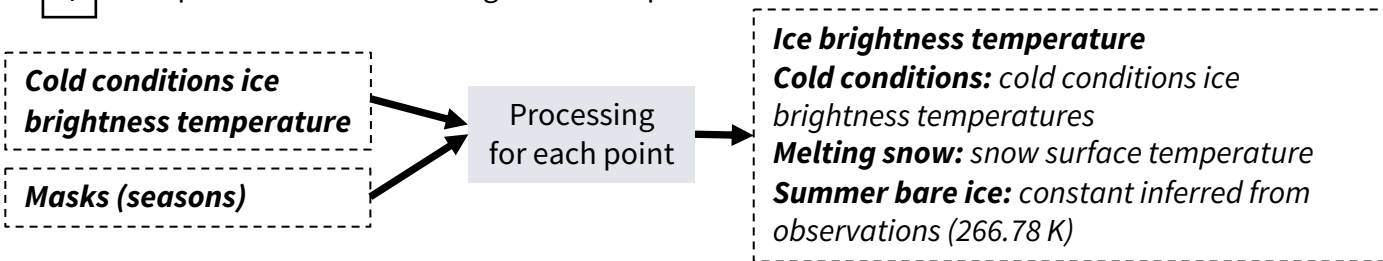 Cold conditions ice
brightness temperature
Masks (seasons)
Processing
for each point
Ice brightness temperature
Cold conditions: cold conditions ice
brightness temperatures
Melting snow: snow surface temperature
Summer bare ice: constant inferred from
observations (266.78 K)